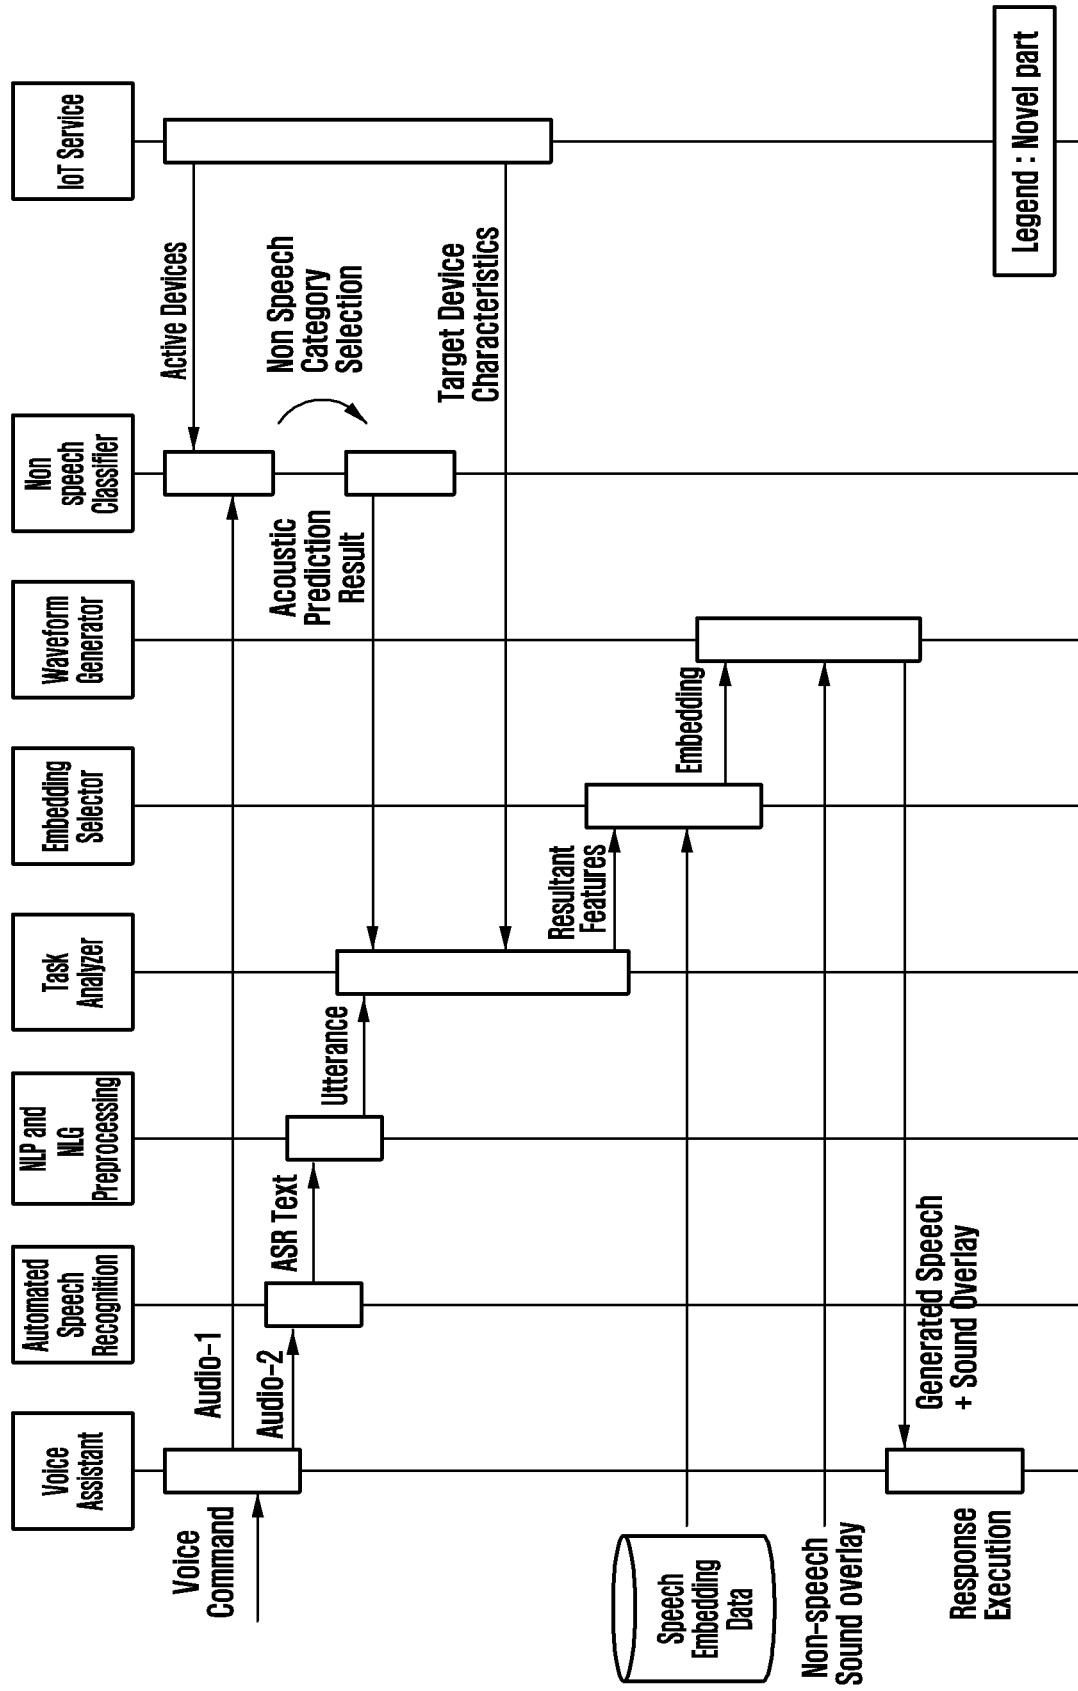 Voice
Assistant
Automated
Speech
Recognition
NLP and
NLG
Preprocessing
Task
Analyzer
Embedding
Selector
Waveform
Generator
Non
speech
Classifier
IoT Service
Voice
Command
Audio-1
Audio-2
ASR Text
Utterance
Active Devices
Non Speech
Category
Selection
Acoustic
Prediction
Result
Target Device
Characteristics
Resultant
Features
Speech
Embedding
Data
Embedding
Non-speech
Sound overlay
Generated Speech
+ Sound Overlay
Response
Execution
Legend : Novel part